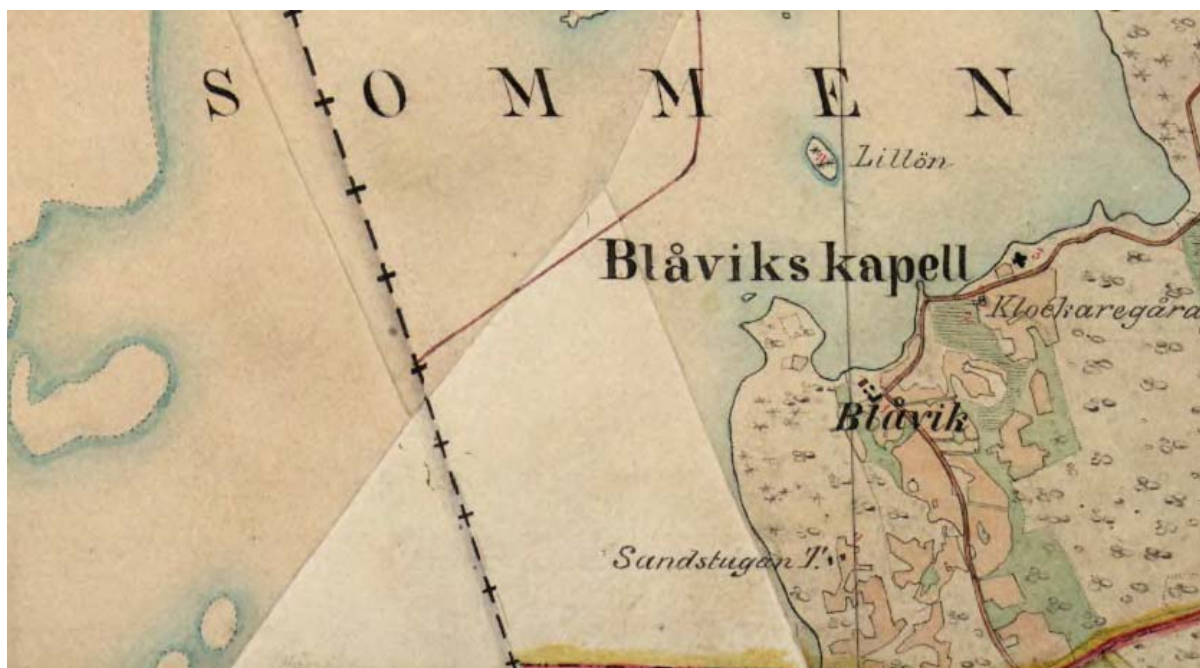 SOMMEN
Lillön
Blåviks kapell
Klockaregård
Blåvik
Sandstugan T.